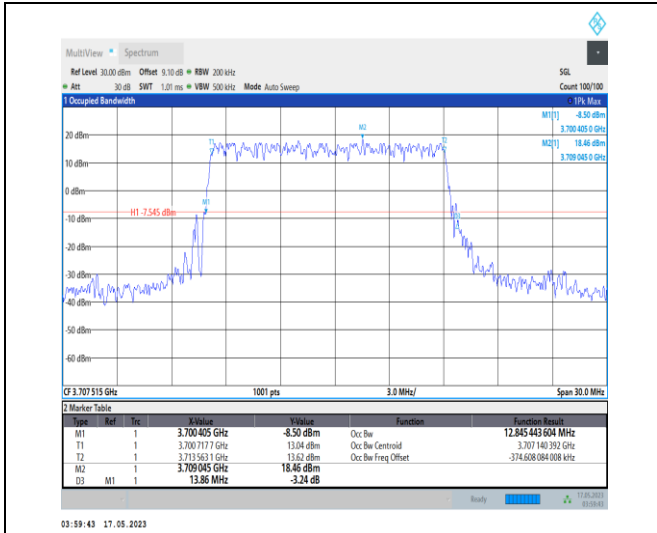 MultiView Spectrum
Ref Level 30.00 dBm Offset 9.10 dB RBW 200 kHz SGL
Att 30 dB SWT 1.01 ms VBW 500 kHz Mode Auto Sweep Count 100/100
1 Occupied Bandwidth 1Pk Max
M1[1] -8.50 dBm
3.700 405 0 GHz
M2[1] 18.46 dBm
3.709 045 0 GHz
M2
T1
T2
20 dBm
10 dBm
0 dBm
M1
H1 -7.545 dBm
-10 dBm
-20 dBm
-30 dBm
-40 dBm
-50 dBm
-60 dBm
CF 3.707 515 GHz 1001 pts 3.0 MHz/ Span 30.0 MHz
2 Marker Table
Type Ref Trc X-Value Y-Value Function Function Result
M1 1 3.700 405 GHz -8.50 dBm Occ Bw 12.845 443 604 MHz
T1 1 3.700 717 7 GHz 13.04 dBm Occ Bw Centroid 3.707 140 392 GHz
T2 1 3.713 563 1 GHz 13.62 dBm Occ Bw Freq Offset -374.608 084 008 kHz
M2 1 3.709 045 GHz 18.46 dBm
D3 M1 1 13.86 MHz -3.24 dB
Ready 17.05.2023
03:59:43
03:59:43 17.05.2023